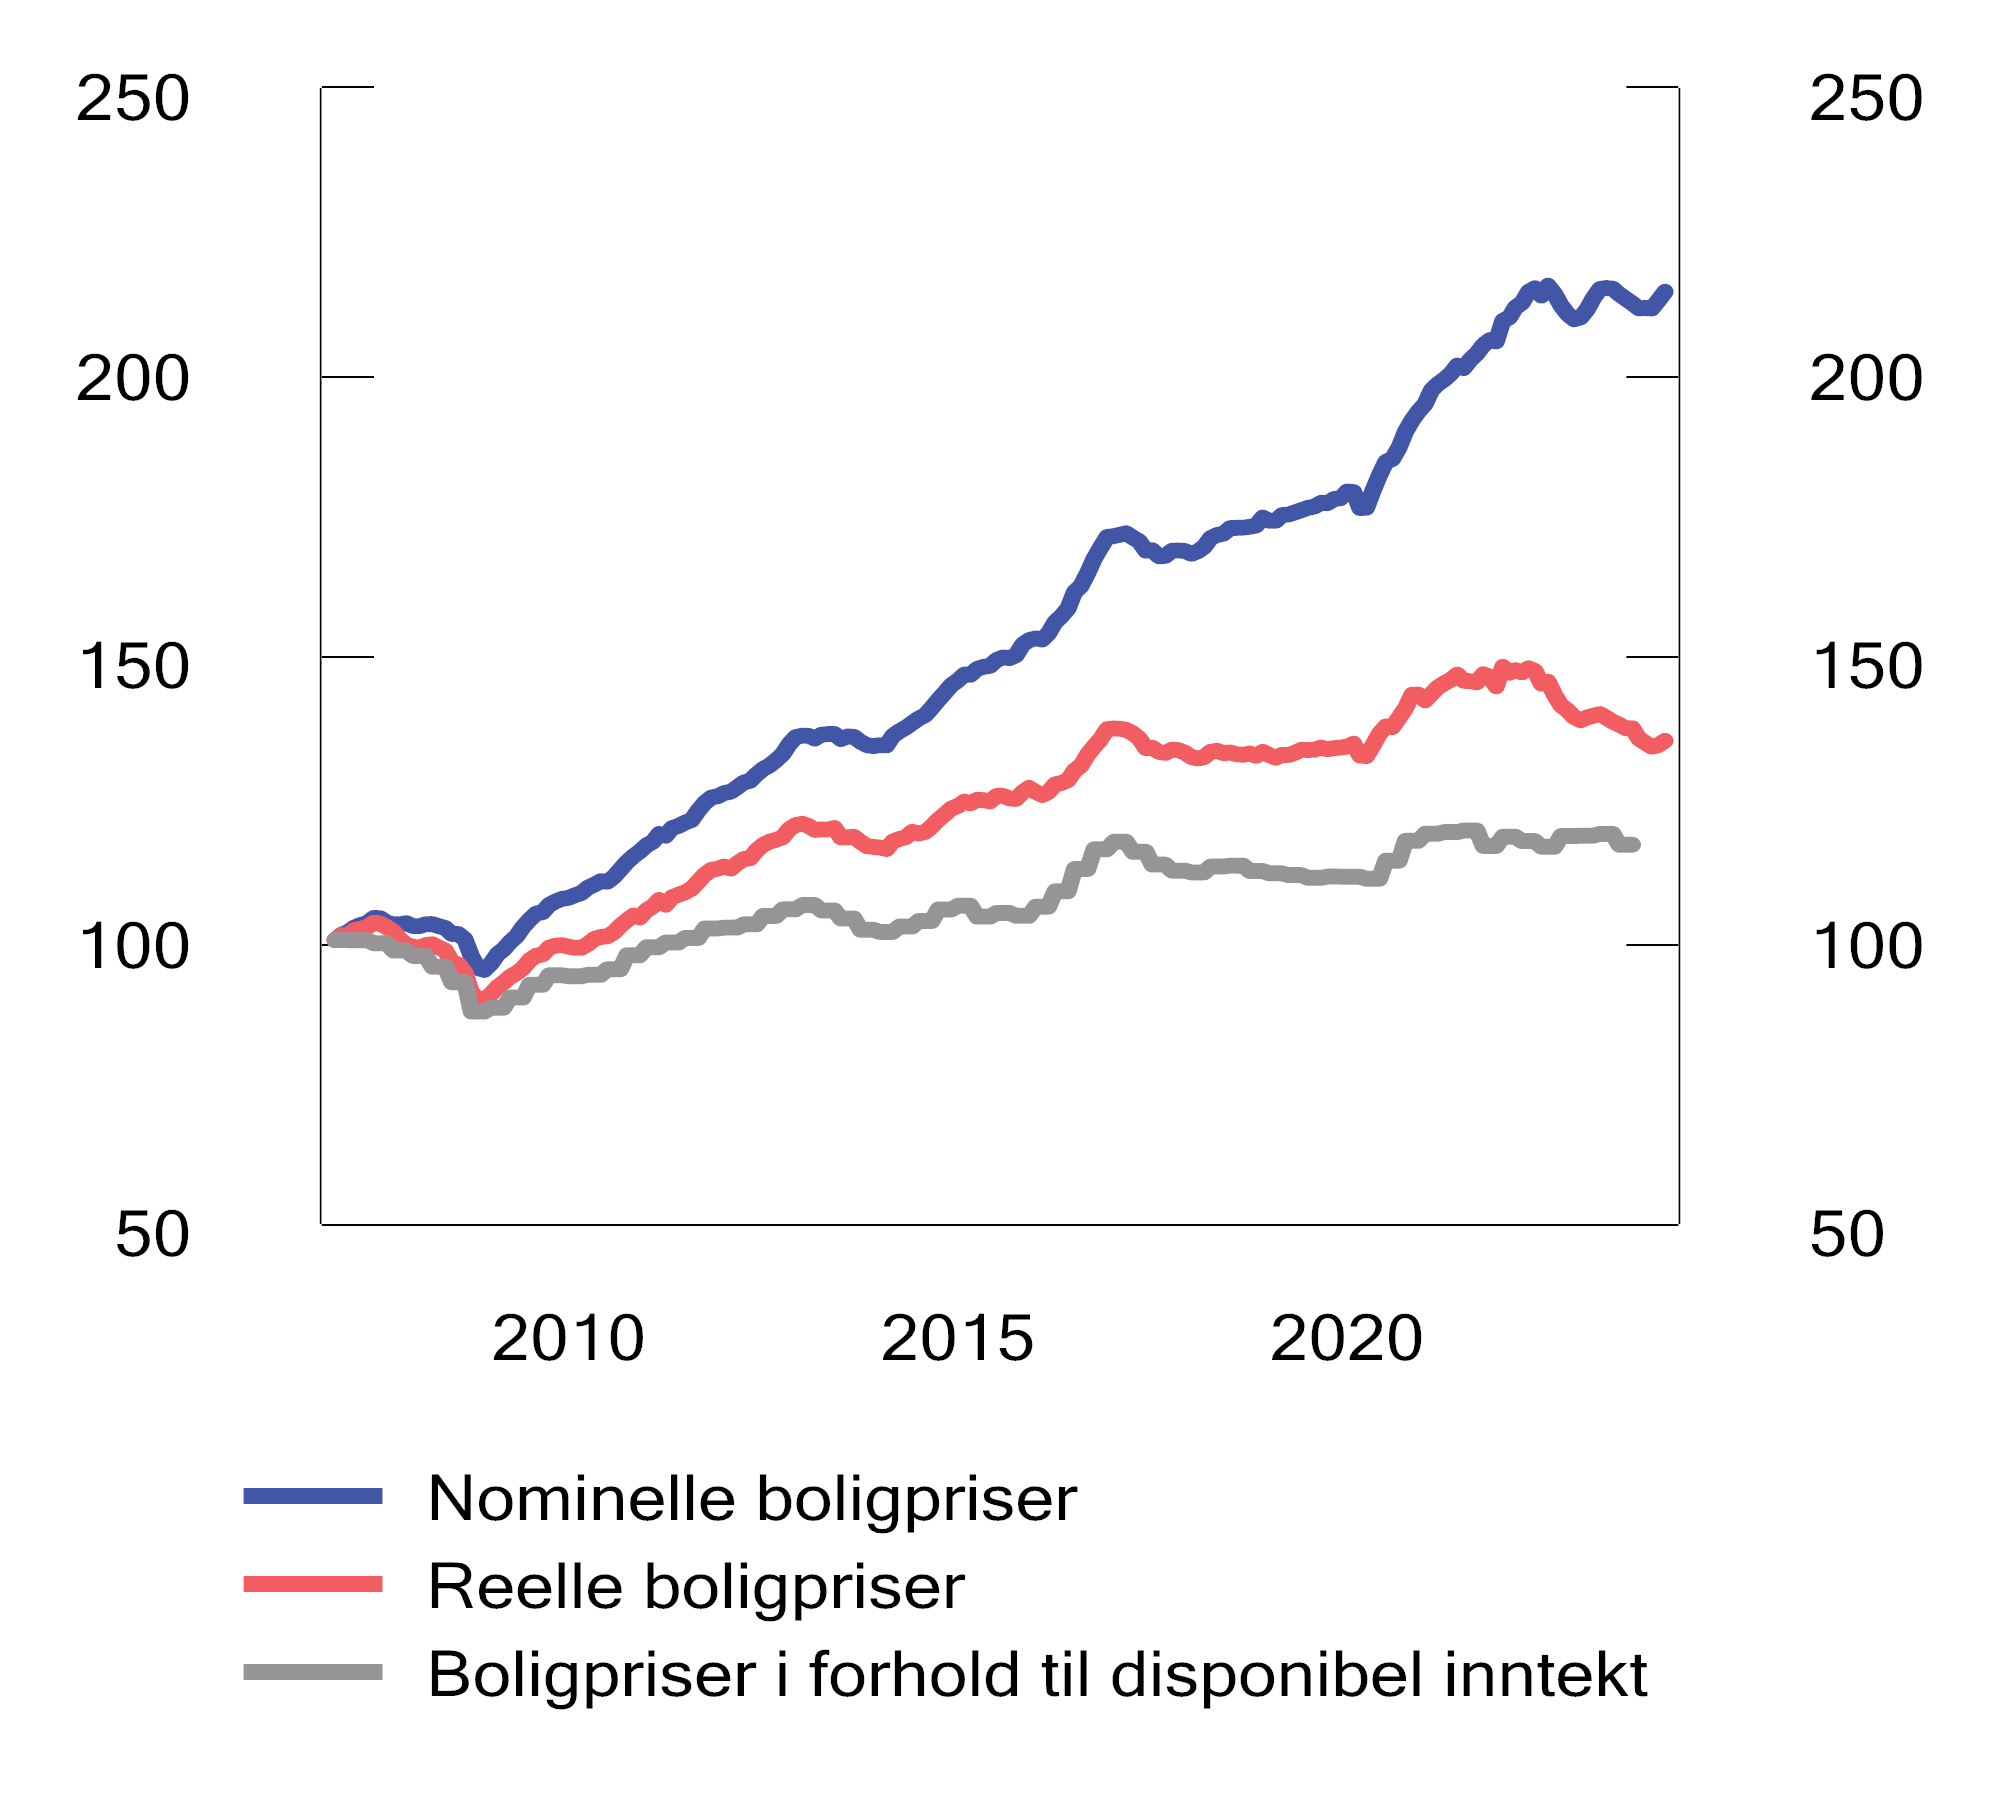 250 250
200 200
150 150
100 100
50 50
2010 2015 2020
Nominelle boligpriser
Reelle boligpriser
Boligpriser i forhold til disponibel inntekt